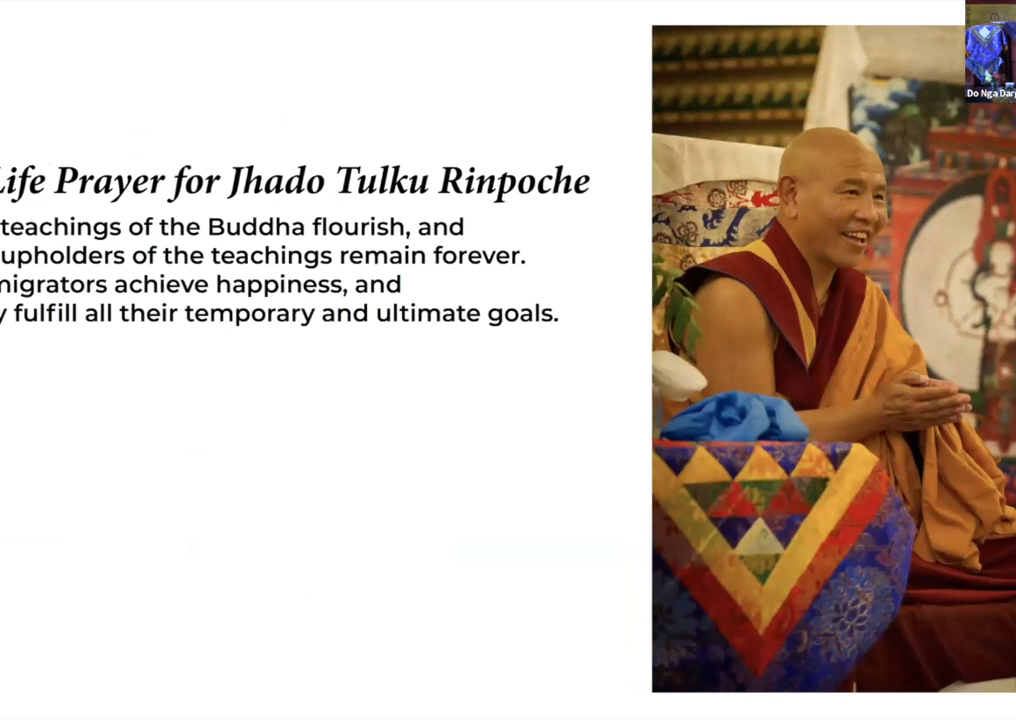 Life Prayer for Jhado Tulku Rinpoche
teachings of the Buddha flourish, and
upholders of the teachings remain forever.
migrators achieve happiness, and
y fulfill all their temporary and ultimate goals.
Do Nga Dar